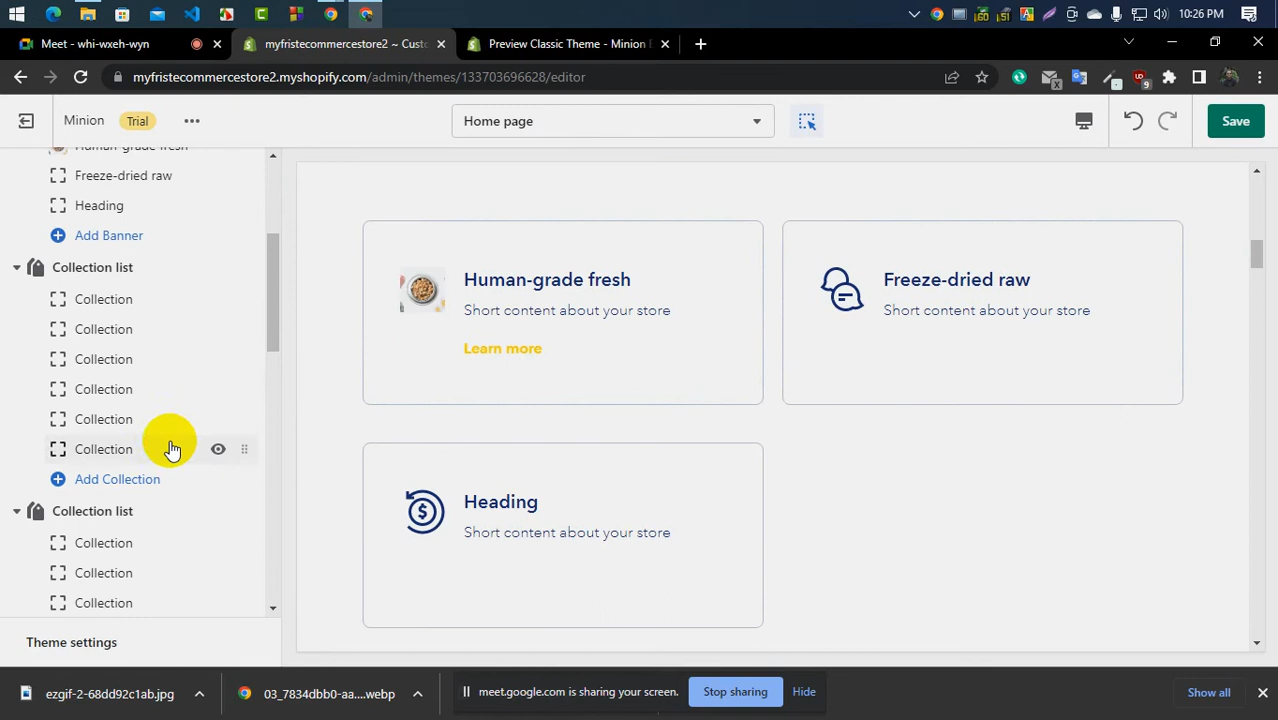 10:26 PM
Meet - whi-wxeh-wyn
myfristecommercestore2 ~ Custo
Preview Classic Theme - Minion E
myfristecommercestore2.myshopify.com/admin/themes/133703696628/editor
9
Minion
Trial
Home page
Save
Human-grade fresh
Freeze-dried raw
Heading
Add Banner
Collection list
Collection
Collection
Collection
Collection
Collection
Collection
Add Collection
Collection list
Collection
Collection
Collection
Theme settings
Human-grade fresh
Short content about your store
Learn more
Freeze-dried raw
Short content about your store
Heading
Short content about your store
ezgif-2-68dd92c1ab.jpg
03_7834dbb0-aa....webp
meet.google.com is sharing your screen.
Stop sharing
Hide
Show all